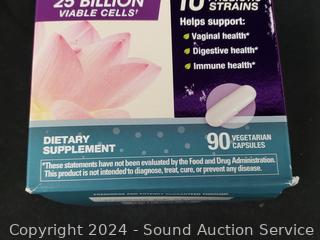 25 BILLION
VIABLE CELLS†
10
STRAINS
Helps support:
Vaginal health*
Digestive health*
Immune health*
DIETARY
SUPPLEMENT
90 VEGETARIAN
CAPSULES
*These statements have not been evaluated by the Food and Drug Administration.
This product is not intended to diagnose, treat, cure, or prevent any disease.
Copyright 2024 - Sound Auction Service